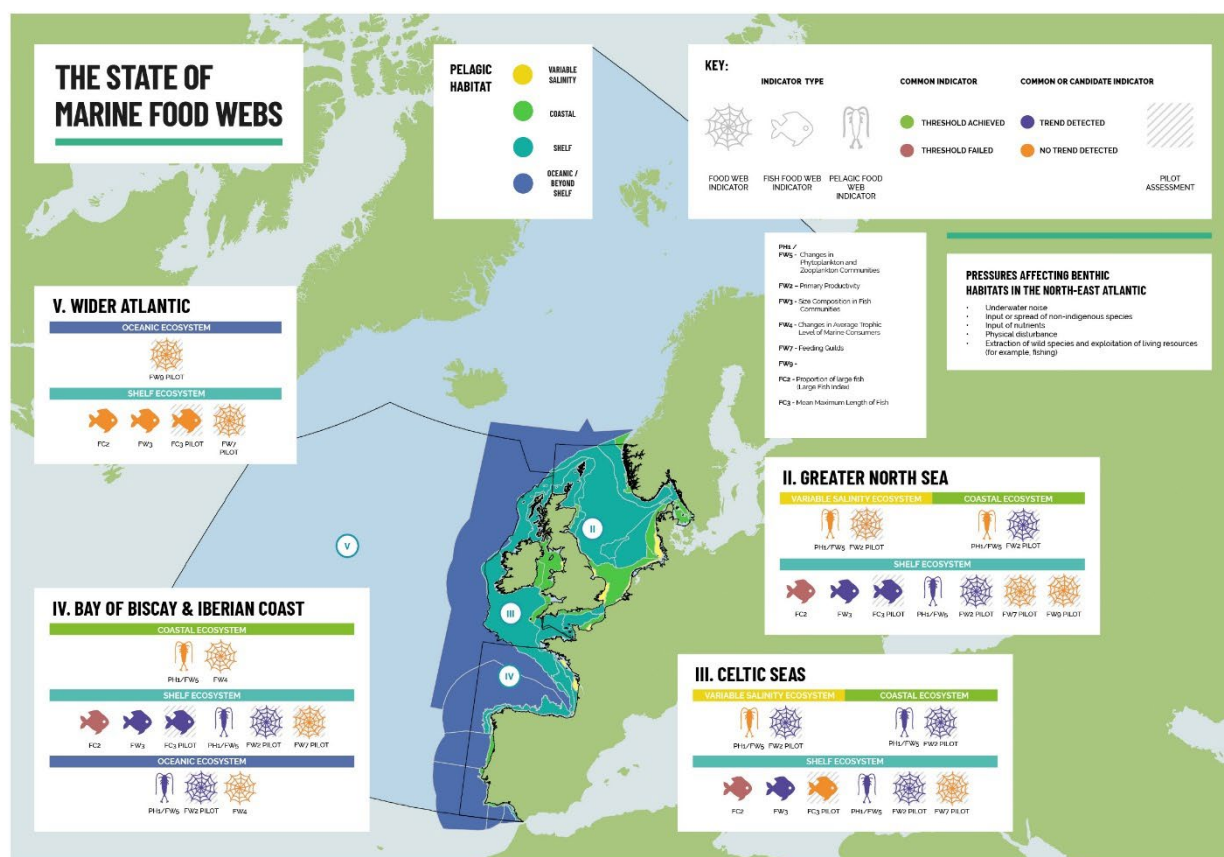 THE STATE OF
MARINE FOOD WEBS
PELAGIC
HABITAT
VARIABLE
SALINITY
COASTAL
SHELF
OCEANIC /
BEYOND
SHELF
KEY:
INDICATOR TYPE
COMMON INDICATOR
COMMON OR CANDIDATE INDICATOR
THRESHOLD ACHIEVED
TREND DETECTED
THRESHOLD FAILED
NO TREND DETECTED
FOOD WEB
INDICATOR
FISH FOOD WEB
INDICATOR
PELAGIC FOOD
WEB
INDICATOR
PILOT
ASSESSMENT
PH1 /
FW5 - Changes in
Phytoplankton and
Zooplankton Communities
FW2 – Primary Productivity
FW3 - Size Composition in Fish
Communities
FW4 - Changes in Average Trophic
Level of Marine Consumers
FW7 - Feeding Guilds
FW9 -
FC2 - Proportion of large fish
(Large Fish Index)
FC3 - Mean Maximum Length of Fish
PRESSURES AFFECTING BENTHIC
HABITATS IN THE NORTH-EAST ATLANTIC
• Underwater noise
• Input or spread of non-indigenous species
• Input of nutrients
• Physical disturbance
• Extraction of wild species and exploitation of living resources
(for example, fishing)
V. WIDER ATLANTIC
OCEANIC ECOSYSTEM
FW9 PILOT
SHELF ECOSYSTEM
FC2 FW3 FC3 PILOT FW7
PILOT
II
V
III
IV
II. GREATER NORTH SEA
VARIABLE SALINITY ECOSYSTEM COASTAL ECOSYSTEM
PH1/FW5 FW2 PILOT PH1/FW5 FW2 PILOT
SHELF ECOSYSTEM
FC2 FW3 FC3 PILOT PH1/FW5 FW2 PILOT FW7 PILOT FW9 PILOT
IV. BAY OF BISCAY & IBERIAN COAST
COASTAL ECOSYSTEM
PH1/FW5 FW4
SHELF ECOSYSTEM
FC2 FW3 FC3 PILOT PH1/FW5 FW2 PILOT FW7 PILOT
OCEANIC ECOSYSTEM
PH1/FW5 FW2 PILOT FW4
III. CELTIC SEAS
VARIABLE SALINITY ECOSYSTEM COASTAL ECOSYSTEM
PH1/FW5 FW2 PILOT PH1/FW5 FW2 PILOT
SHELF ECOSYSTEM
FC2 FW3 FC3 PILOT PH1/FW5 FW2 PILOT FW7 PILOT